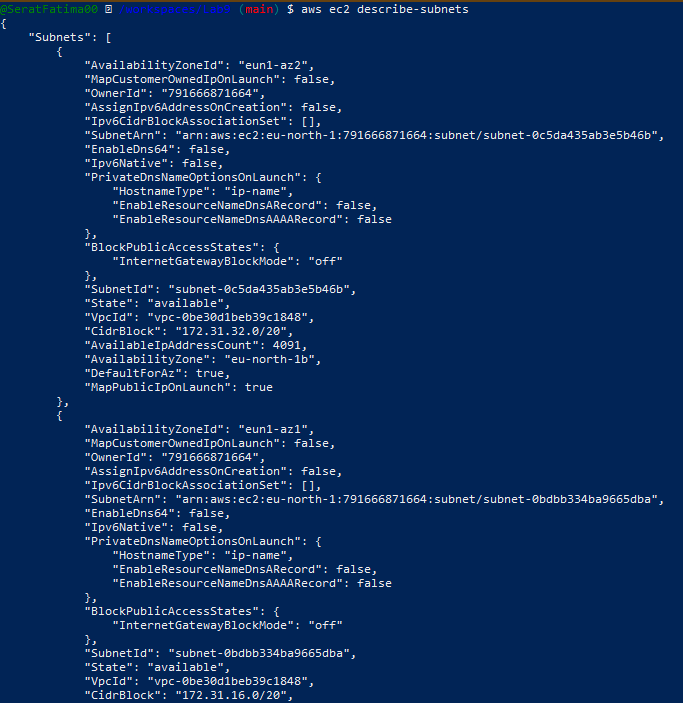 @SeratFatima00 (main) $ aws ec2 describe-subnets
{
    "Subnets": [
        {
            "AvailabilityZoneId": "eun1-az2",
            "MapCustomerOwnedIpOnLaunch": false,
            "OwnerId": "791666871664",
            "AssignIpv6AddressOnCreation": false,
            "Ipv6CidrBlockAssociationSet": [],
            "SubnetArn": "arn:aws:ec2:eu-north-1:791666871664:subnet/subnet-0c5da435ab3e5b46b",
            "EnableDns64": false,
            "Ipv6Native": false,
            "PrivateDnsNameOptionsOnLaunch": {
                "HostnameType": "ip-name",
                "EnableResourceNameDnsARecord": false,
                "EnableResourceNameDnsAAAARecord": false
            },
            "BlockPublicAccessStates": {
                "InternetGatewayBlockMode": "off"
            },
            "SubnetId": "subnet-0c5da435ab3e5b46b",
            "State": "available",
            "VpcId": "vpc-0be30d1beb39c1848",
            "CidrBlock": "172.31.32.0/20",
            "AvailableIpAddressCount": 4091,
            "AvailabilityZone": "eu-north-1b",
            "DefaultForAz": true,
            "MapPublicIpOnLaunch": true
        },
        {
            "AvailabilityZoneId": "eun1-az1",
            "MapCustomerOwnedIpOnLaunch": false,
            "OwnerId": "791666871664",
            "AssignIpv6AddressOnCreation": false,
            "Ipv6CidrBlockAssociationSet": [],
            "SubnetArn": "arn:aws:ec2:eu-north-1:791666871664:subnet/subnet-0bdbb334ba9665dba",
            "EnableDns64": false,
            "Ipv6Native": false,
            "PrivateDnsNameOptionsOnLaunch": {
                "HostnameType": "ip-name",
                "EnableResourceNameDnsARecord": false,
                "EnableResourceNameDnsAAAARecord": false
            },
            "BlockPublicAccessStates": {
                "InternetGatewayBlockMode": "off"
            },
            "SubnetId": "subnet-0bdbb334ba9665dba",
            "State": "available",
            "VpcId": "vpc-0be30d1beb39c1848",
            "CidrBlock": "172.31.16.0/20",